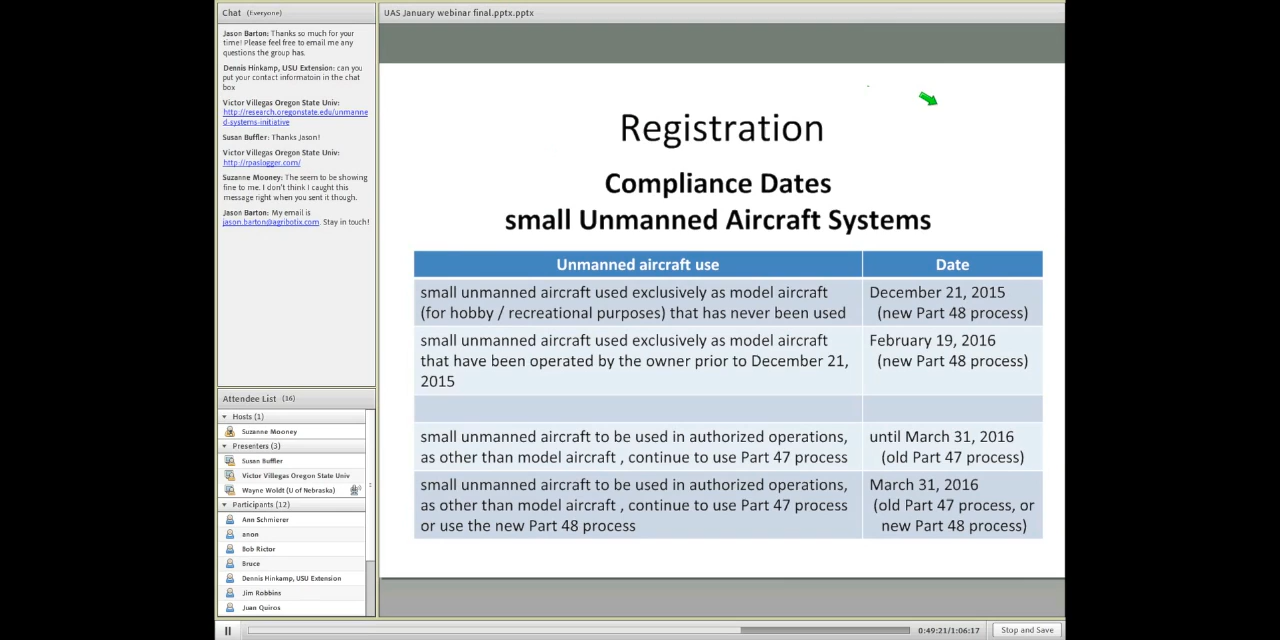 Chat (Everyone)
UAS January webinar final.pptx.pptx
Jason Barton: Thanks so much for your
time! Please feel free to email me any
questions the group has.
Dennis Hinkamp, USU Extension: can you
put your contact informatoin in the chat
box
Victor Villegas Oregon State Univ:
http://research.oregonstate.edu/unmanne
d-systems-initiative
Susan Buffler: Thanks Jason!
Victor Villegas Oregon State Univ:
http://rpaslogger.com/
Suzanne Mooney: The seem to be showing
fine to me. I don't think I caught this
message right when you sent it though.
Jason Barton: My email is
jason.barton@agribotix.com. Stay in touch!
Attendee List (16)
Hosts (1)
Suzanne Mooney
Presenters (3)
Susan Buffler
Victor Villegas Oregon State Univ
Wayne Woldt (U of Nebraska)
Participants (12)
Ann Schmierer
anon
Bob Rictor
Bruce
Dennis Hinkamp, USU Extension
Jim Robbins
Juan Quiros
Registration
Compliance Dates
small Unmanned Aircraft Systems
Unmanned aircraft use
Date
small unmanned aircraft used exclusively as model aircraft
(for hobby / recreational purposes) that has never been used
December 21, 2015
(new Part 48 process)
small unmanned aircraft used exclusively as model aircraft
that have been operated by the owner prior to December 21,
2015
February 19, 2016
(new Part 48 process)
small unmanned aircraft to be used in authorized operations,
as other than model aircraft , continue to use Part 47 process
until March 31, 2016
(old Part 47 process)
small unmanned aircraft to be used in authorized operations,
as other than model aircraft , continue to use Part 47 process
or use the new Part 48 process
March 31, 2016
(old Part 47 process, or
new Part 48 process)
0:49:21/1:06:17
Stop and Save